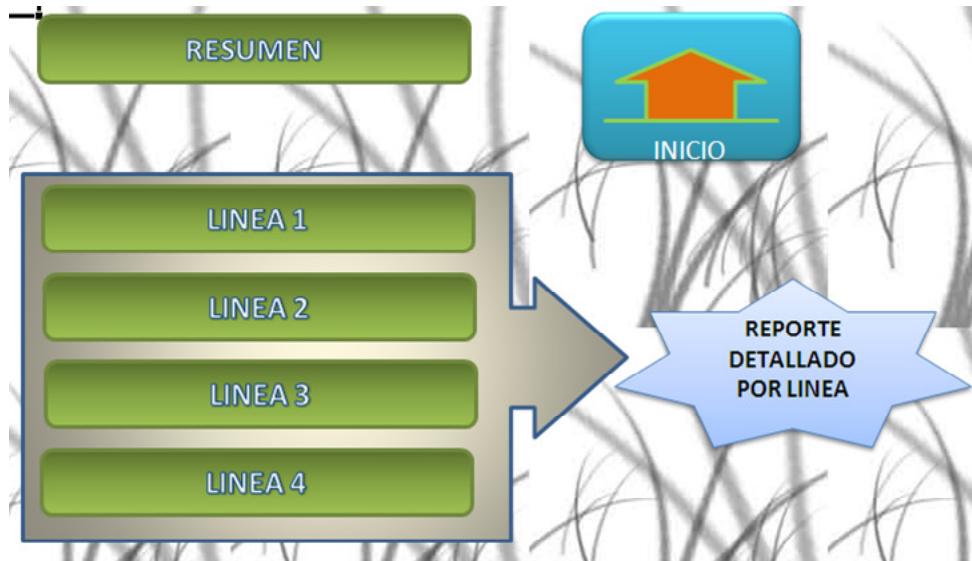 RESUMEN
INICIO
LINEA 1
LINEA 2
LINEA 3
LINEA 4
REPORTE
DETALLADO
POR LINEA